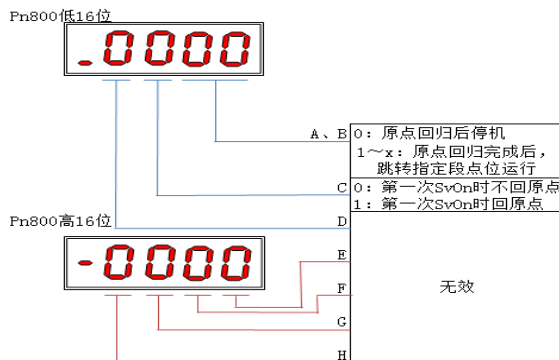 Pn800低16位
_0000
A、B 0：原点回归后停机
1～x：原点回归完成后，
跳转指定段点位运行
C 0：第一次SvOn时不回原点
1：第一次SvOn时回原点
D
Pn800高16位
-0000
E
F
无效
G
H